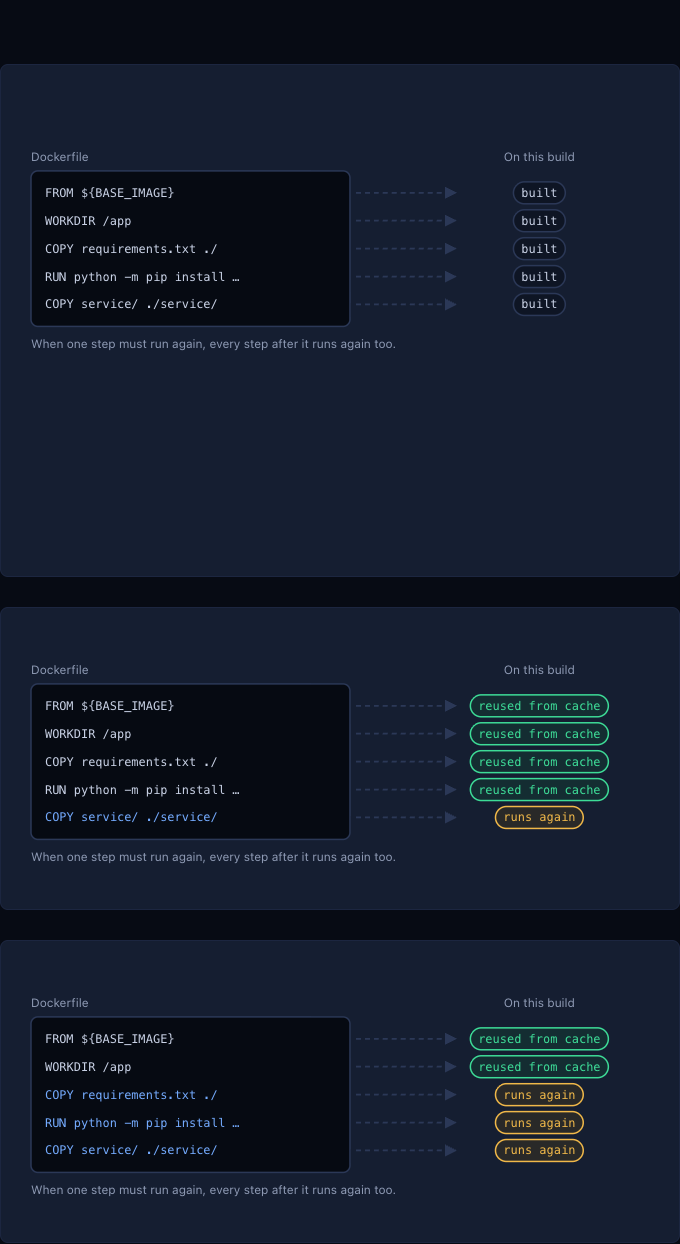 Dockerfile
On this build
FROM ${BASE_IMAGE}
built
WORKDIR /app
built
COPY requirements.txt ./
built
RUN python −m pip install …
built
COPY service/ ./service/
built
When one step must run again, every step after it runs again too.
Dockerfile
On this build
FROM ${BASE_IMAGE}
reused from cache
WORKDIR /app
reused from cache
COPY requirements.txt ./
reused from cache
RUN python −m pip install …
reused from cache
COPY service/ ./service/
runs again
When one step must run again, every step after it runs again too.
Dockerfile
On this build
FROM ${BASE_IMAGE}
reused from cache
WORKDIR /app
reused from cache
COPY requirements.txt ./
runs again
RUN python −m pip install …
runs again
COPY service/ ./service/
runs again
When one step must run again, every step after it runs again too.